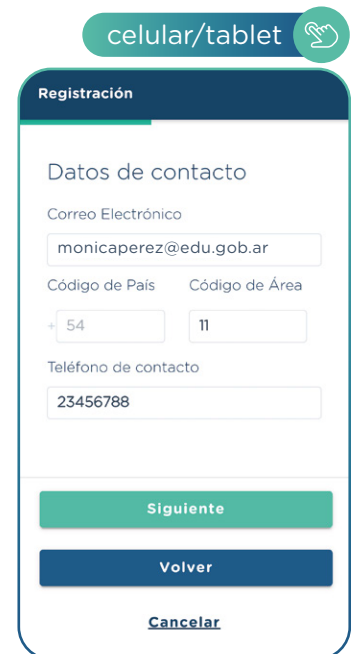 celular/tablet
Registración
Datos de contacto
Correo Electrónico
monicaperez@edu.gob.ar
Código de País Código de Área
+ 54 11
Teléfono de contacto
23456788
Siguiente
Volver
Cancelar